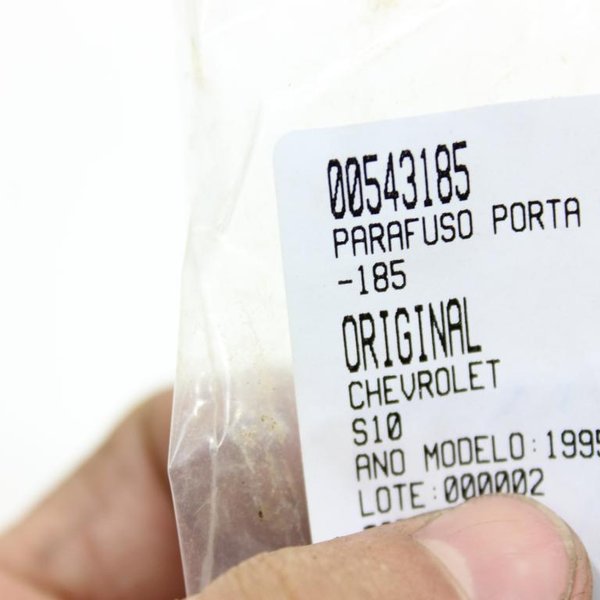 00543185
PARAFUSO PORTA
-185
ORIGINAL
CHEVROLET
S10
ANO MODELO:1995
LOTE:000002